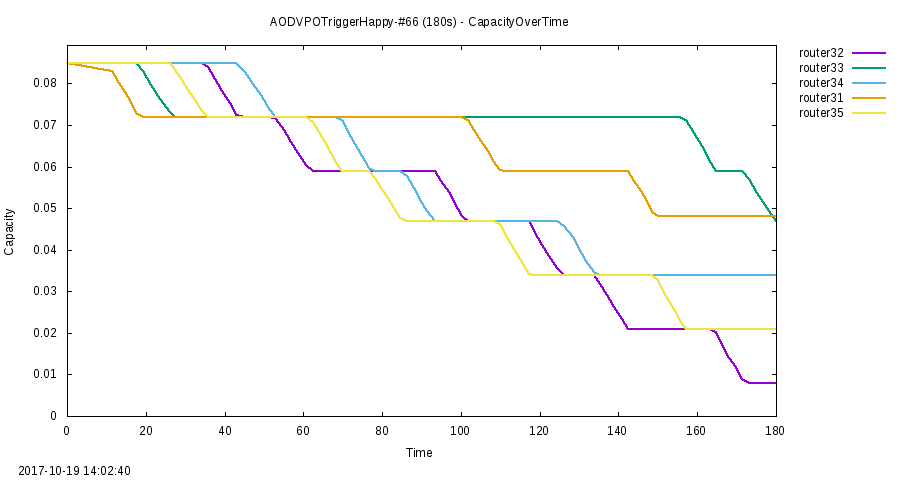 AODVPOTriggerHappy-#66 (180s) - CapacityOverTime
router32
router33
router34
router31
router35
0.08
0.07
0.06
0.05
0.04
0.03
0.02
0.01
0
Capacity
0 20 40 60 80 100 120 140 160 180
Time
2017-10-19 14:02:40